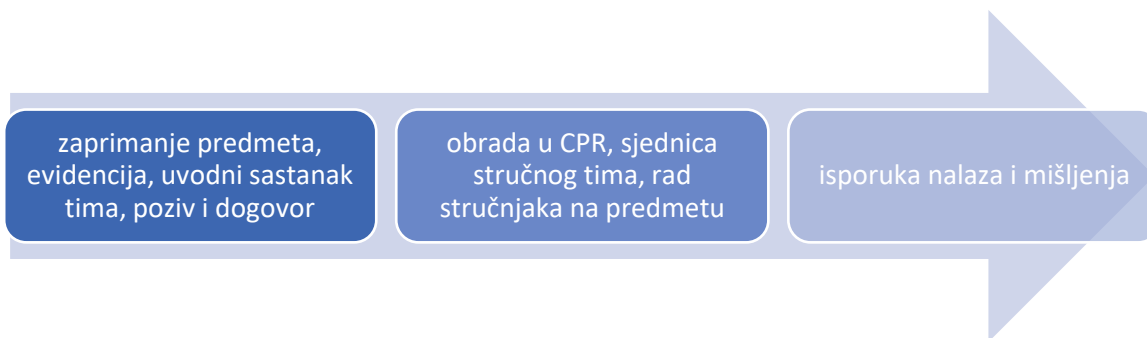 zaprimanje predmeta,
evidencija, uvodni sastanak
tima, poziv i dogovor
obrada u CPR, sjednica
stručnog tima, rad
stručnjaka na predmetu
isporuka nalaza i mišljenja